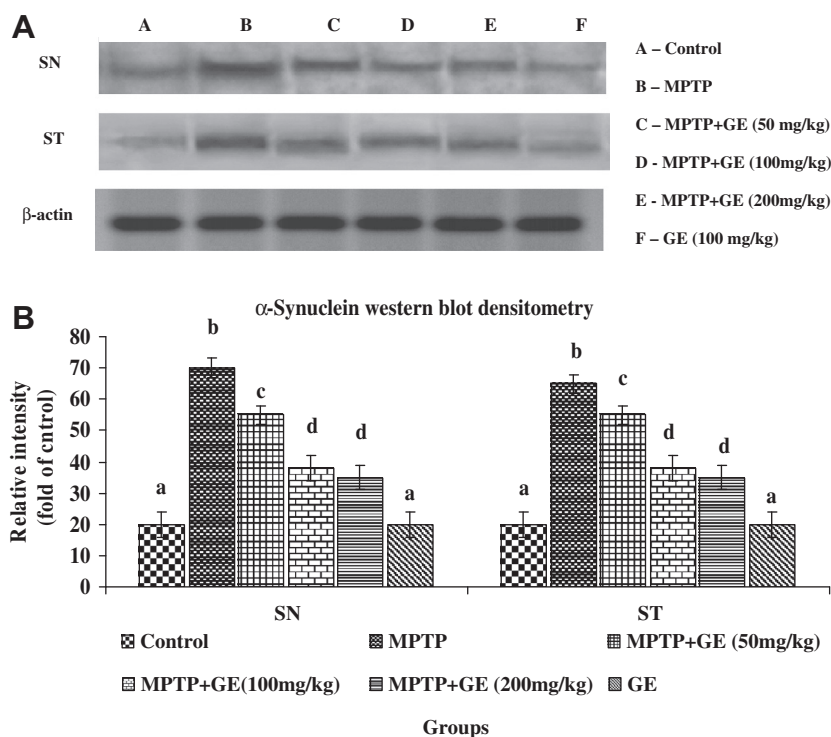 A
A B C D E F
SN
ST
β-actin
A – Control
B – MPTP
C – MPTP+GE (50 mg/kg)
D - MPTP+GE (100mg/kg)
E - MPTP+GE (200mg/kg)
F – GE (100 mg/kg)
B
α-Synuclein western blot densitometry
Relative intensity
(fold of cntrol)
80
70
60
50
40
30
20
10
0
a b c d d a
a b c d d a
SN ST
Control MPTP MPTP+GE (50mg/kg)
MPTP+GE(100mg/kg) MPTP+GE (200mg/kg) GE
Groups